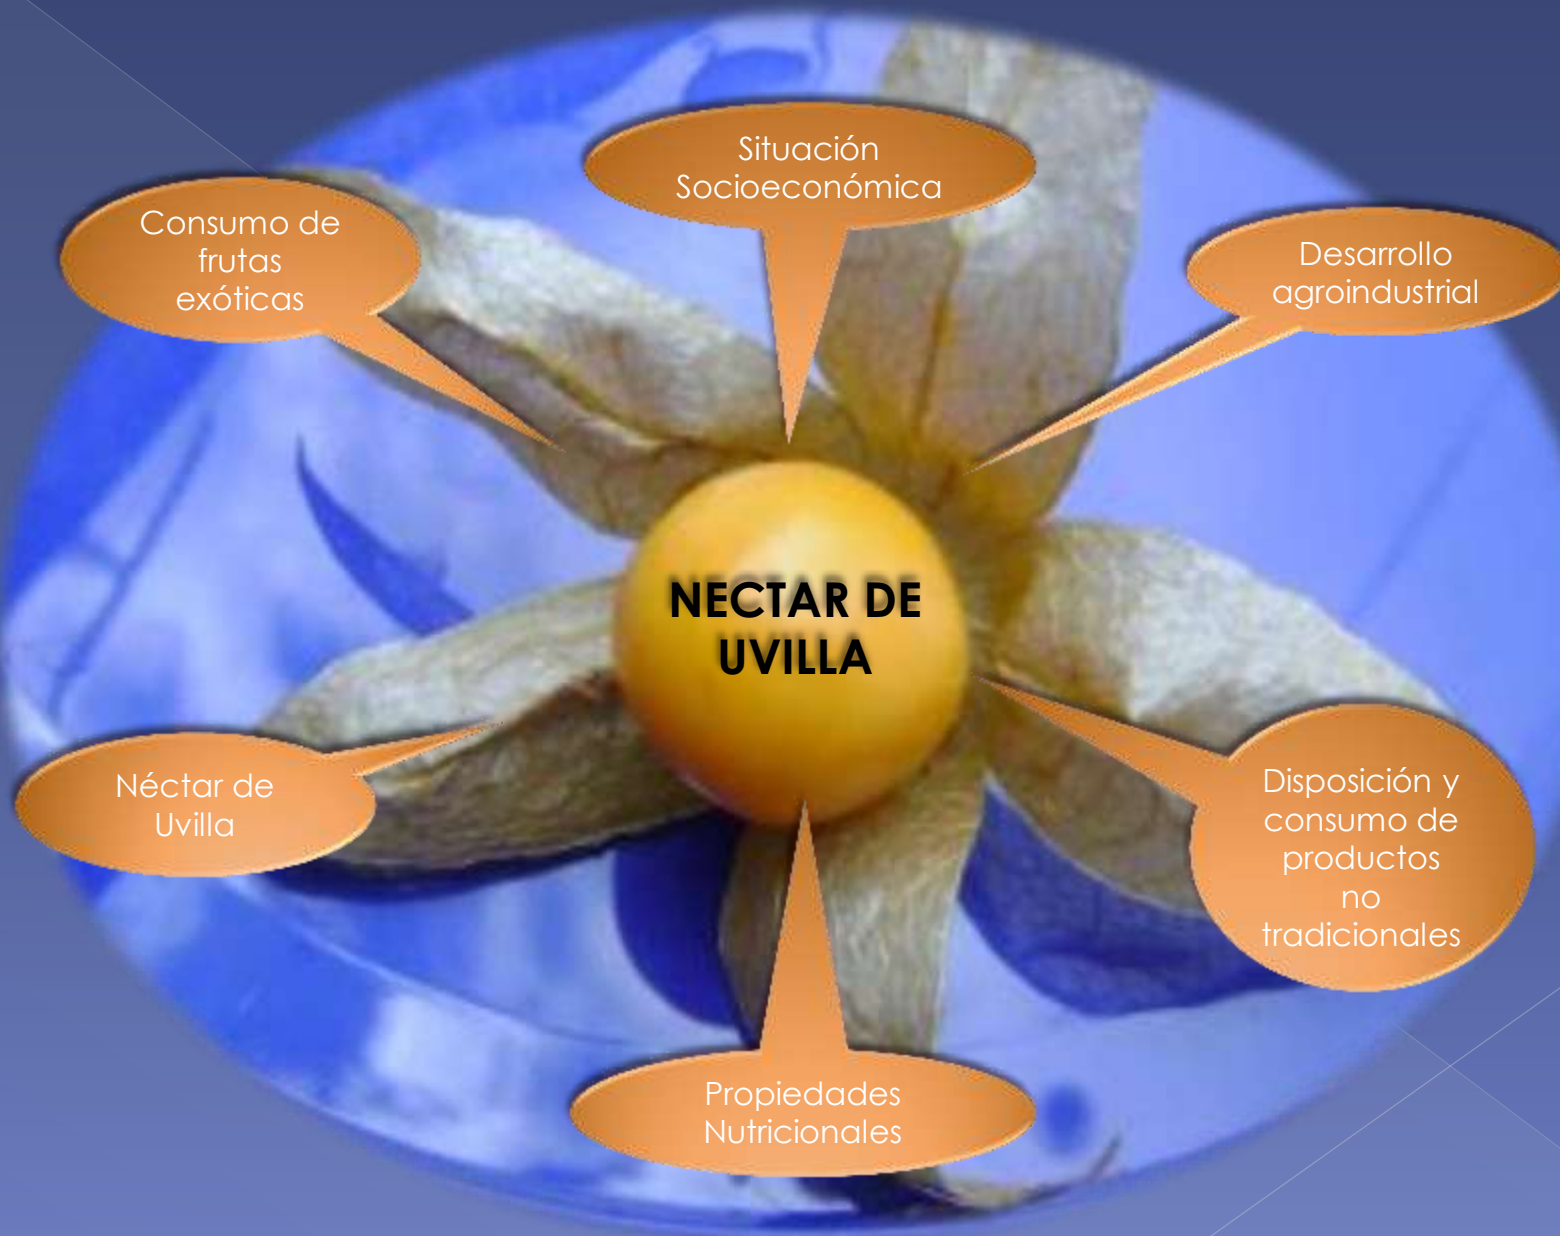 Situación
Socioeconómica
Consumo de
frutas
exóticas
Desarrollo
agroindustrial
NECTAR DE
UVILLA
Néctar de
Uvilla
Disposición y
consumo de
productos
no
tradicionales
Propiedades
Nutricionales